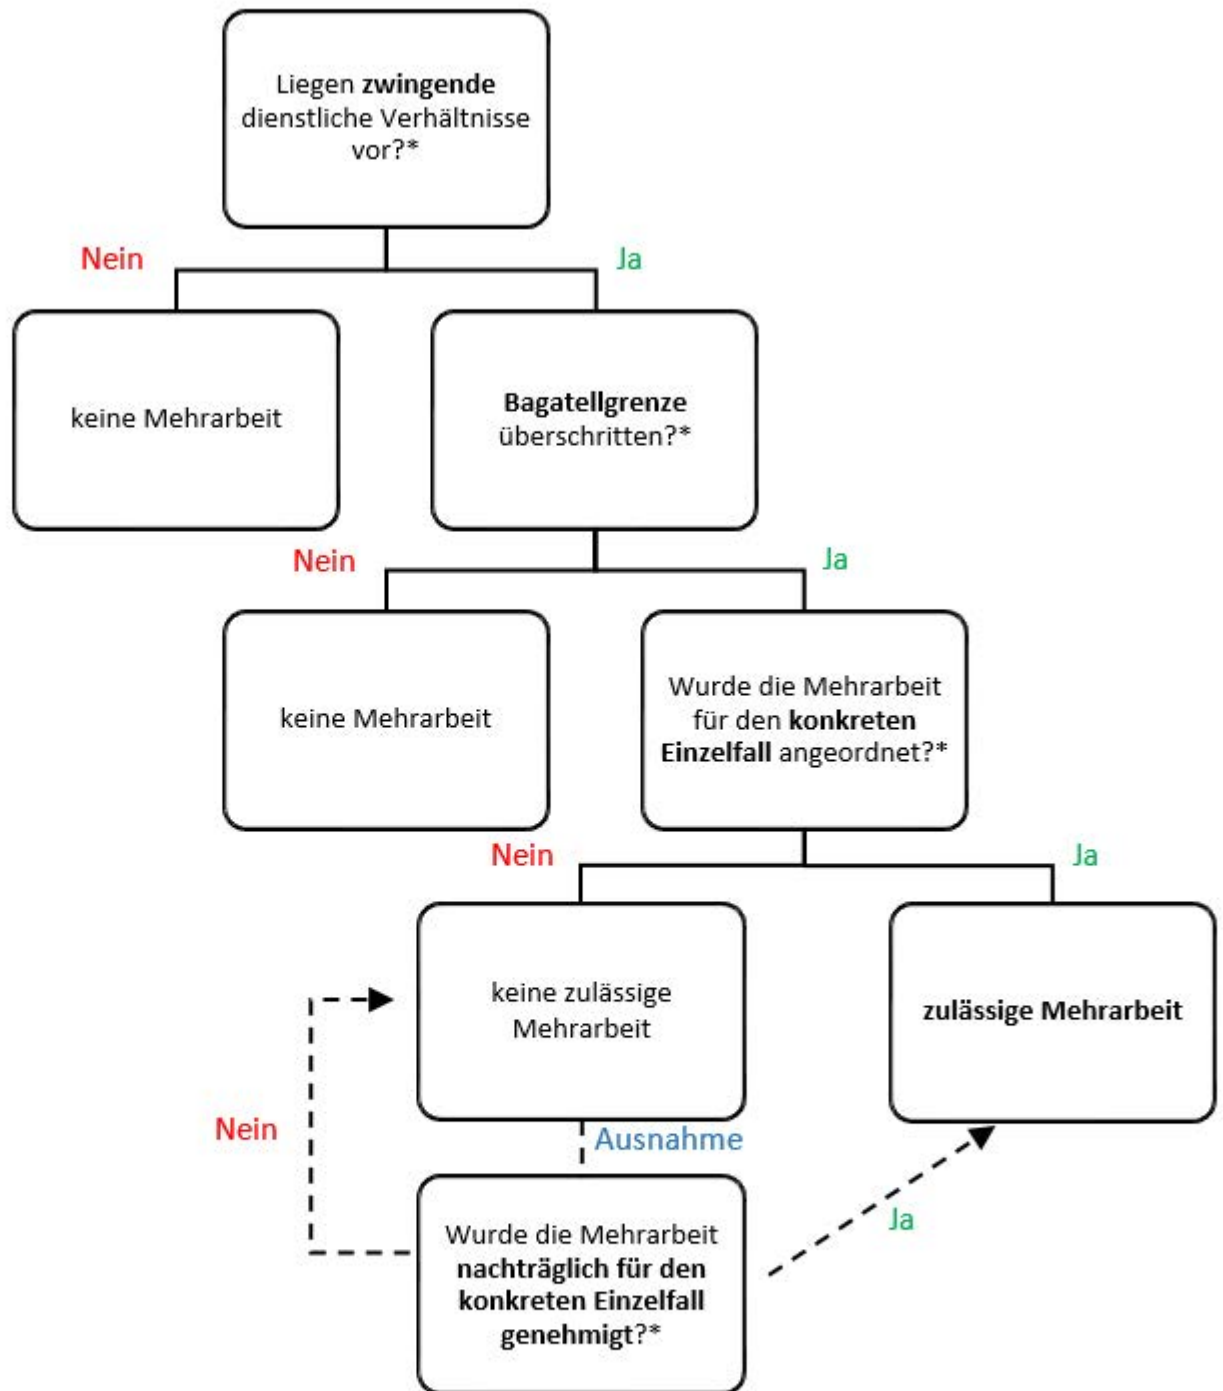 Liegen zwingende
dienstliche Verhältnisse
vor?*
Nein
Ja
keine Mehrarbeit
Bagatellgrenze
überschritten?*
Nein
Ja
keine Mehrarbeit
Wurde die Mehrarbeit
für den konkreten
Einzelfall angeordnet?*
Nein
Ja
keine zulässige
Mehrarbeit
zulässige Mehrarbeit
Nein
Ausnahme
Ja
Wurde die Mehrarbeit
nachträglich für den
konkreten Einzelfall
genehmigt?*